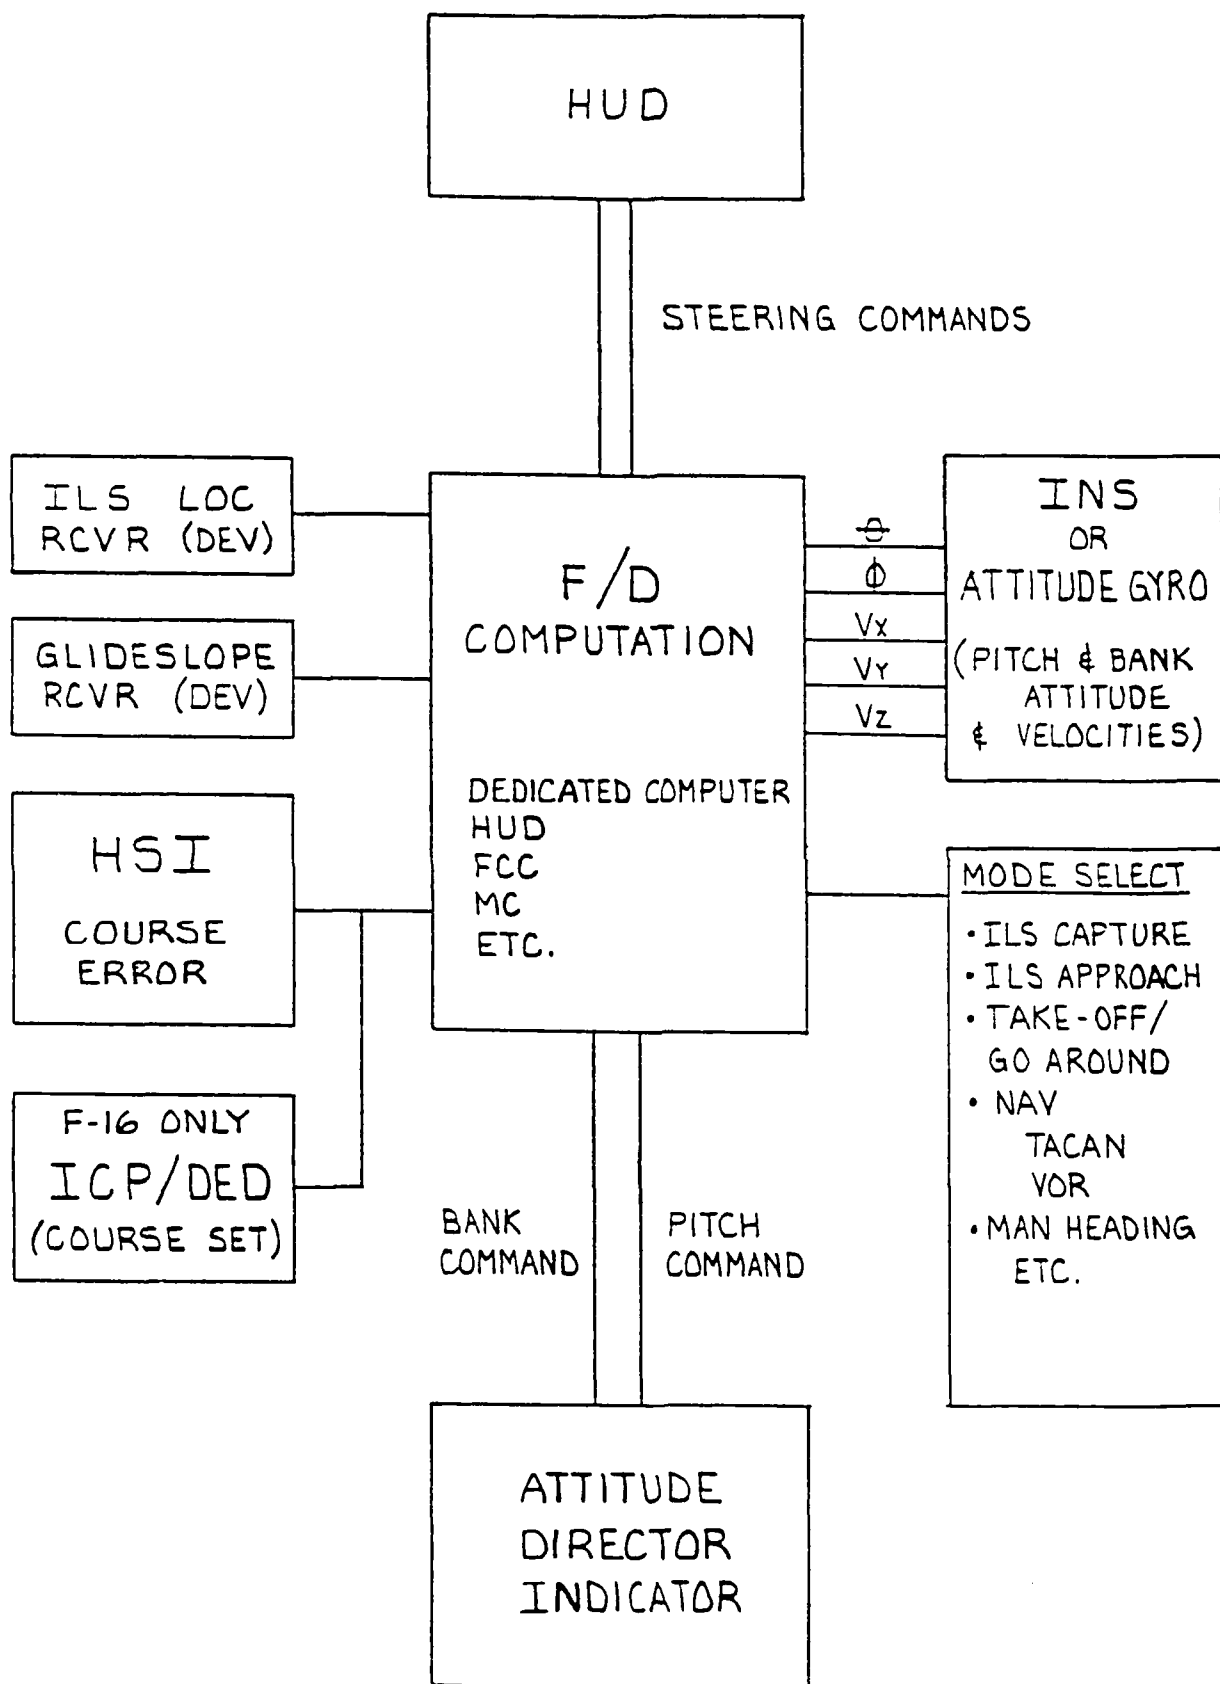 HUD
STEERING COMMANDS
ILS LOC
RCVR (DEV)
GLIDESLOPE
RCVR (DEV)
HSI
COURSE
ERROR
F-16 ONLY
ICP/DED
(COURSE SET)
F/D
COMPUTATION
DEDICATED COMPUTER
HUD
FCC
MC
ETC.
θ
Φ
Vx
VY
Vz
INS
OR
ATTITUDE GYRO
(PITCH & BANK
ATTITUDE
& VELOCITIES)
MODE SELECT
• ILS CAPTURE
• ILS APPROACH
• TAKE-OFF/
GO AROUND
• NAV
TACAN
VOR
• MAN HEADING
ETC.
BANK
COMMAND
PITCH
COMMAND
ATTITUDE
DIRECTOR
INDICATOR